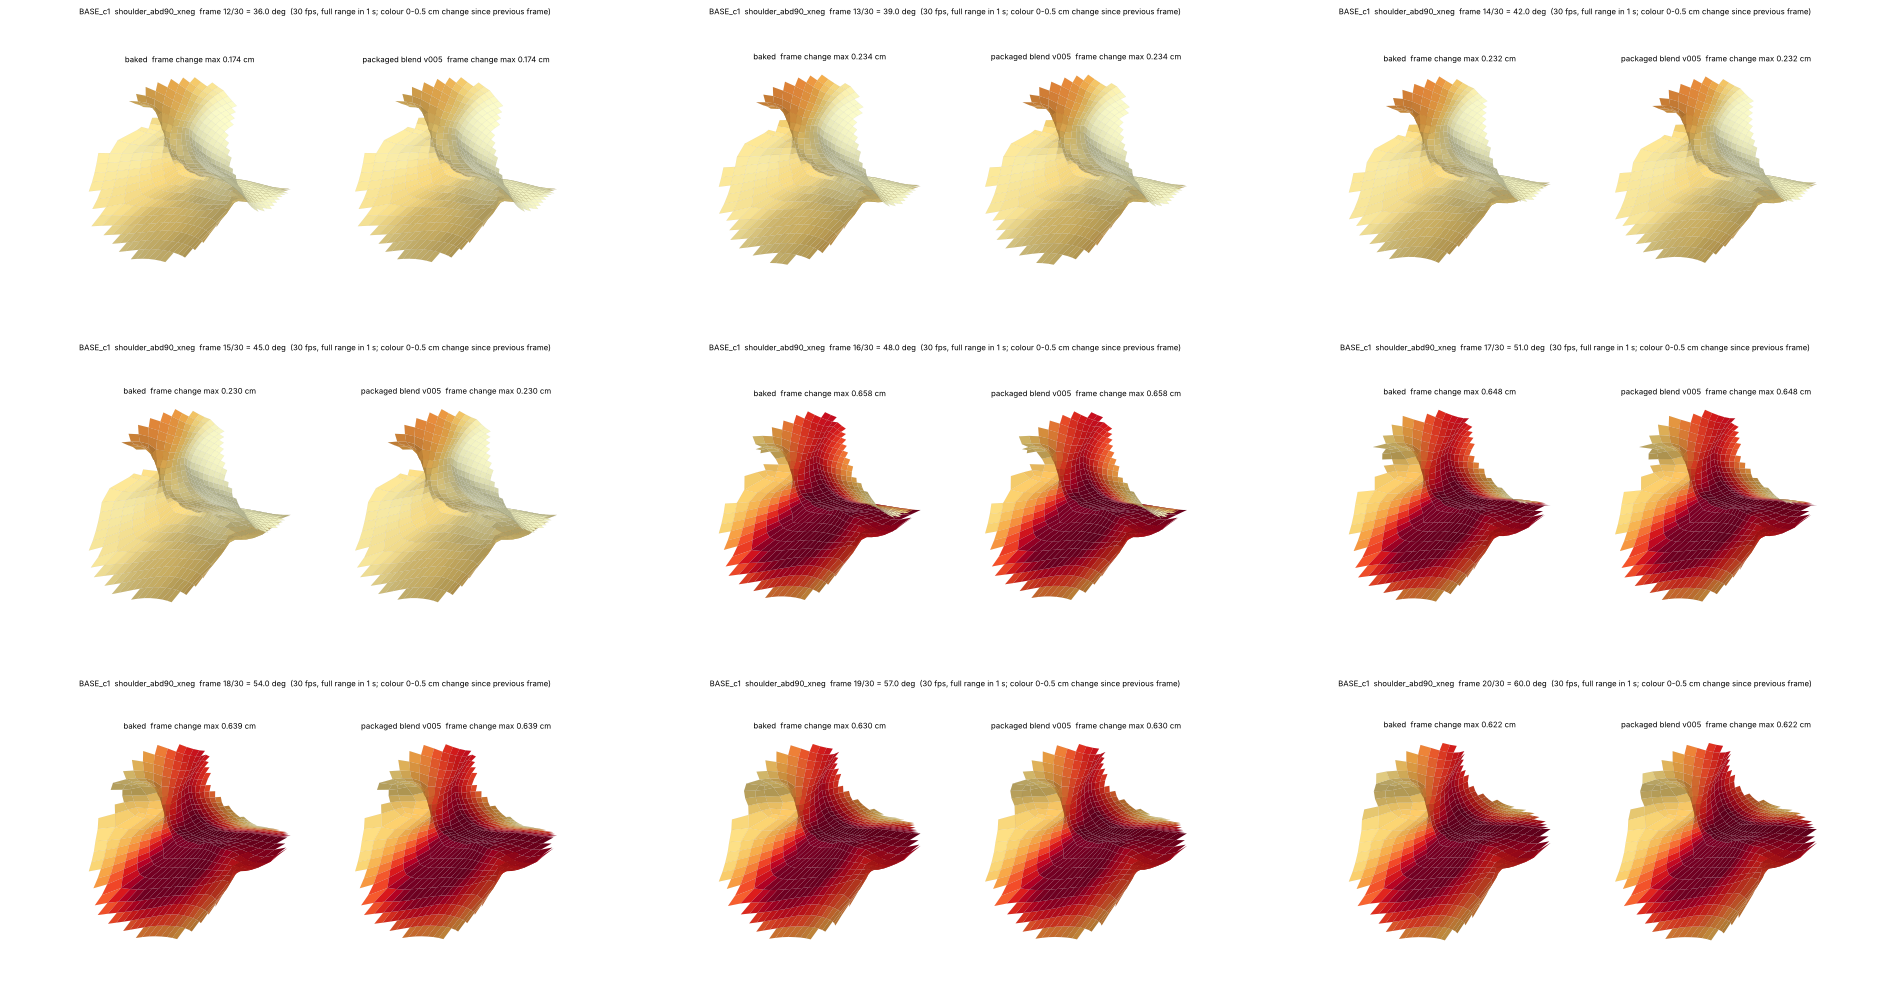 BASE_c1  shoulder_abd90_xneg  frame 12/30 = 36.0 deg  (30 fps, full range in 1 s; colour 0-0.5 cm change since previous frame)
baked  frame change max 0.174 cm
packaged blend v005  frame change max 0.174 cm
BASE_c1  shoulder_abd90_xneg  frame 13/30 = 39.0 deg  (30 fps, full range in 1 s; colour 0-0.5 cm change since previous frame)
baked  frame change max 0.234 cm
packaged blend v005  frame change max 0.234 cm
BASE_c1  shoulder_abd90_xneg  frame 14/30 = 42.0 deg  (30 fps, full range in 1 s; colour 0-0.5 cm change since previous frame)
baked  frame change max 0.232 cm
packaged blend v005  frame change max 0.232 cm
BASE_c1  shoulder_abd90_xneg  frame 15/30 = 45.0 deg  (30 fps, full range in 1 s; colour 0-0.5 cm change since previous frame)
baked  frame change max 0.230 cm
packaged blend v005  frame change max 0.230 cm
BASE_c1  shoulder_abd90_xneg  frame 16/30 = 48.0 deg  (30 fps, full range in 1 s; colour 0-0.5 cm change since previous frame)
baked  frame change max 0.658 cm
packaged blend v005  frame change max 0.658 cm
BASE_c1  shoulder_abd90_xneg  frame 17/30 = 51.0 deg  (30 fps, full range in 1 s; colour 0-0.5 cm change since previous frame)
baked  frame change max 0.648 cm
packaged blend v005  frame change max 0.648 cm
BASE_c1  shoulder_abd90_xneg  frame 18/30 = 54.0 deg  (30 fps, full range in 1 s; colour 0-0.5 cm change since previous frame)
baked  frame change max 0.639 cm
packaged blend v005  frame change max 0.639 cm
BASE_c1  shoulder_abd90_xneg  frame 19/30 = 57.0 deg  (30 fps, full range in 1 s; colour 0-0.5 cm change since previous frame)
baked  frame change max 0.630 cm
packaged blend v005  frame change max 0.630 cm
BASE_c1  shoulder_abd90_xneg  frame 20/30 = 60.0 deg  (30 fps, full range in 1 s; colour 0-0.5 cm change since previous frame)
baked  frame change max 0.622 cm
packaged blend v005  frame change max 0.622 cm